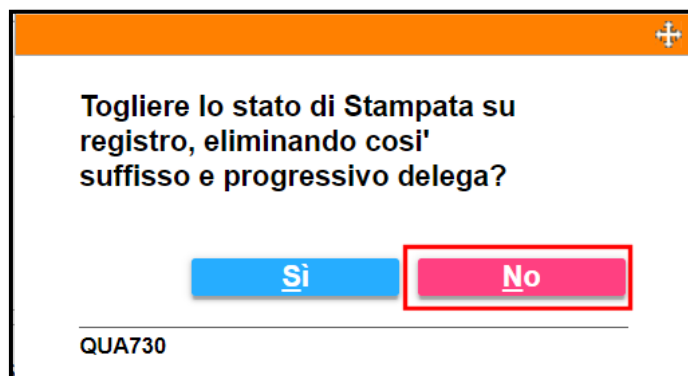 Togliere lo stato di Stampata su
registro, eliminando cosi'
suffisso e progressivo delega?
Sì No
QUA730